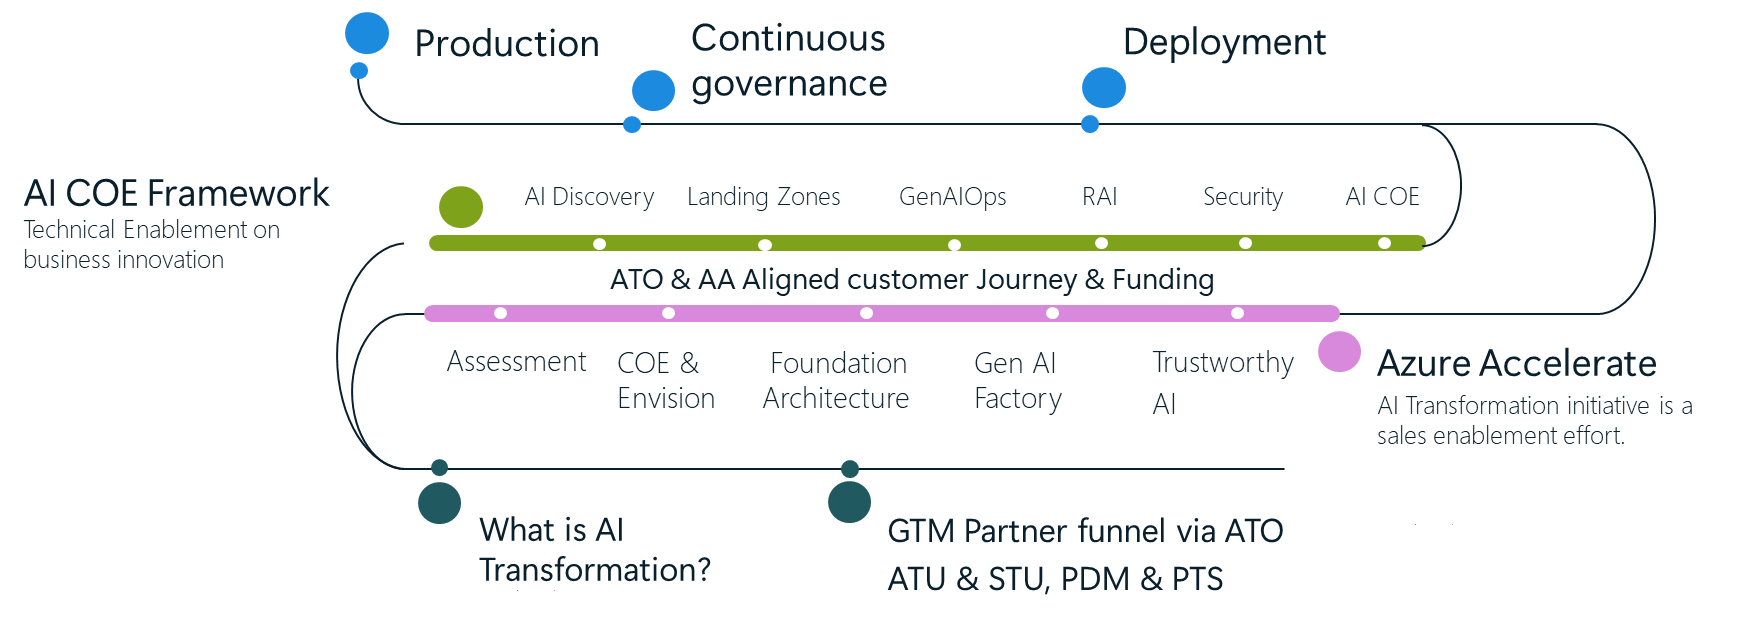 Production
Continuous
governance
Deployment
AI COE Framework
Technical Enablement on
business innovation
AI Discovery
Landing Zones
GenAIOps
RAI
Security
AI COE
ATO & AA Aligned customer Journey & Funding
Assessment
COE &
Envision
Foundation
Architecture
Gen AI
Factory
Trustworthy
AI
Azure Accelerate
AI Transformation initiative is a
sales enablement effort.
What is AI
Transformation?
GTM Partner funnel via ATO
ATU & STU, PDM & PTS